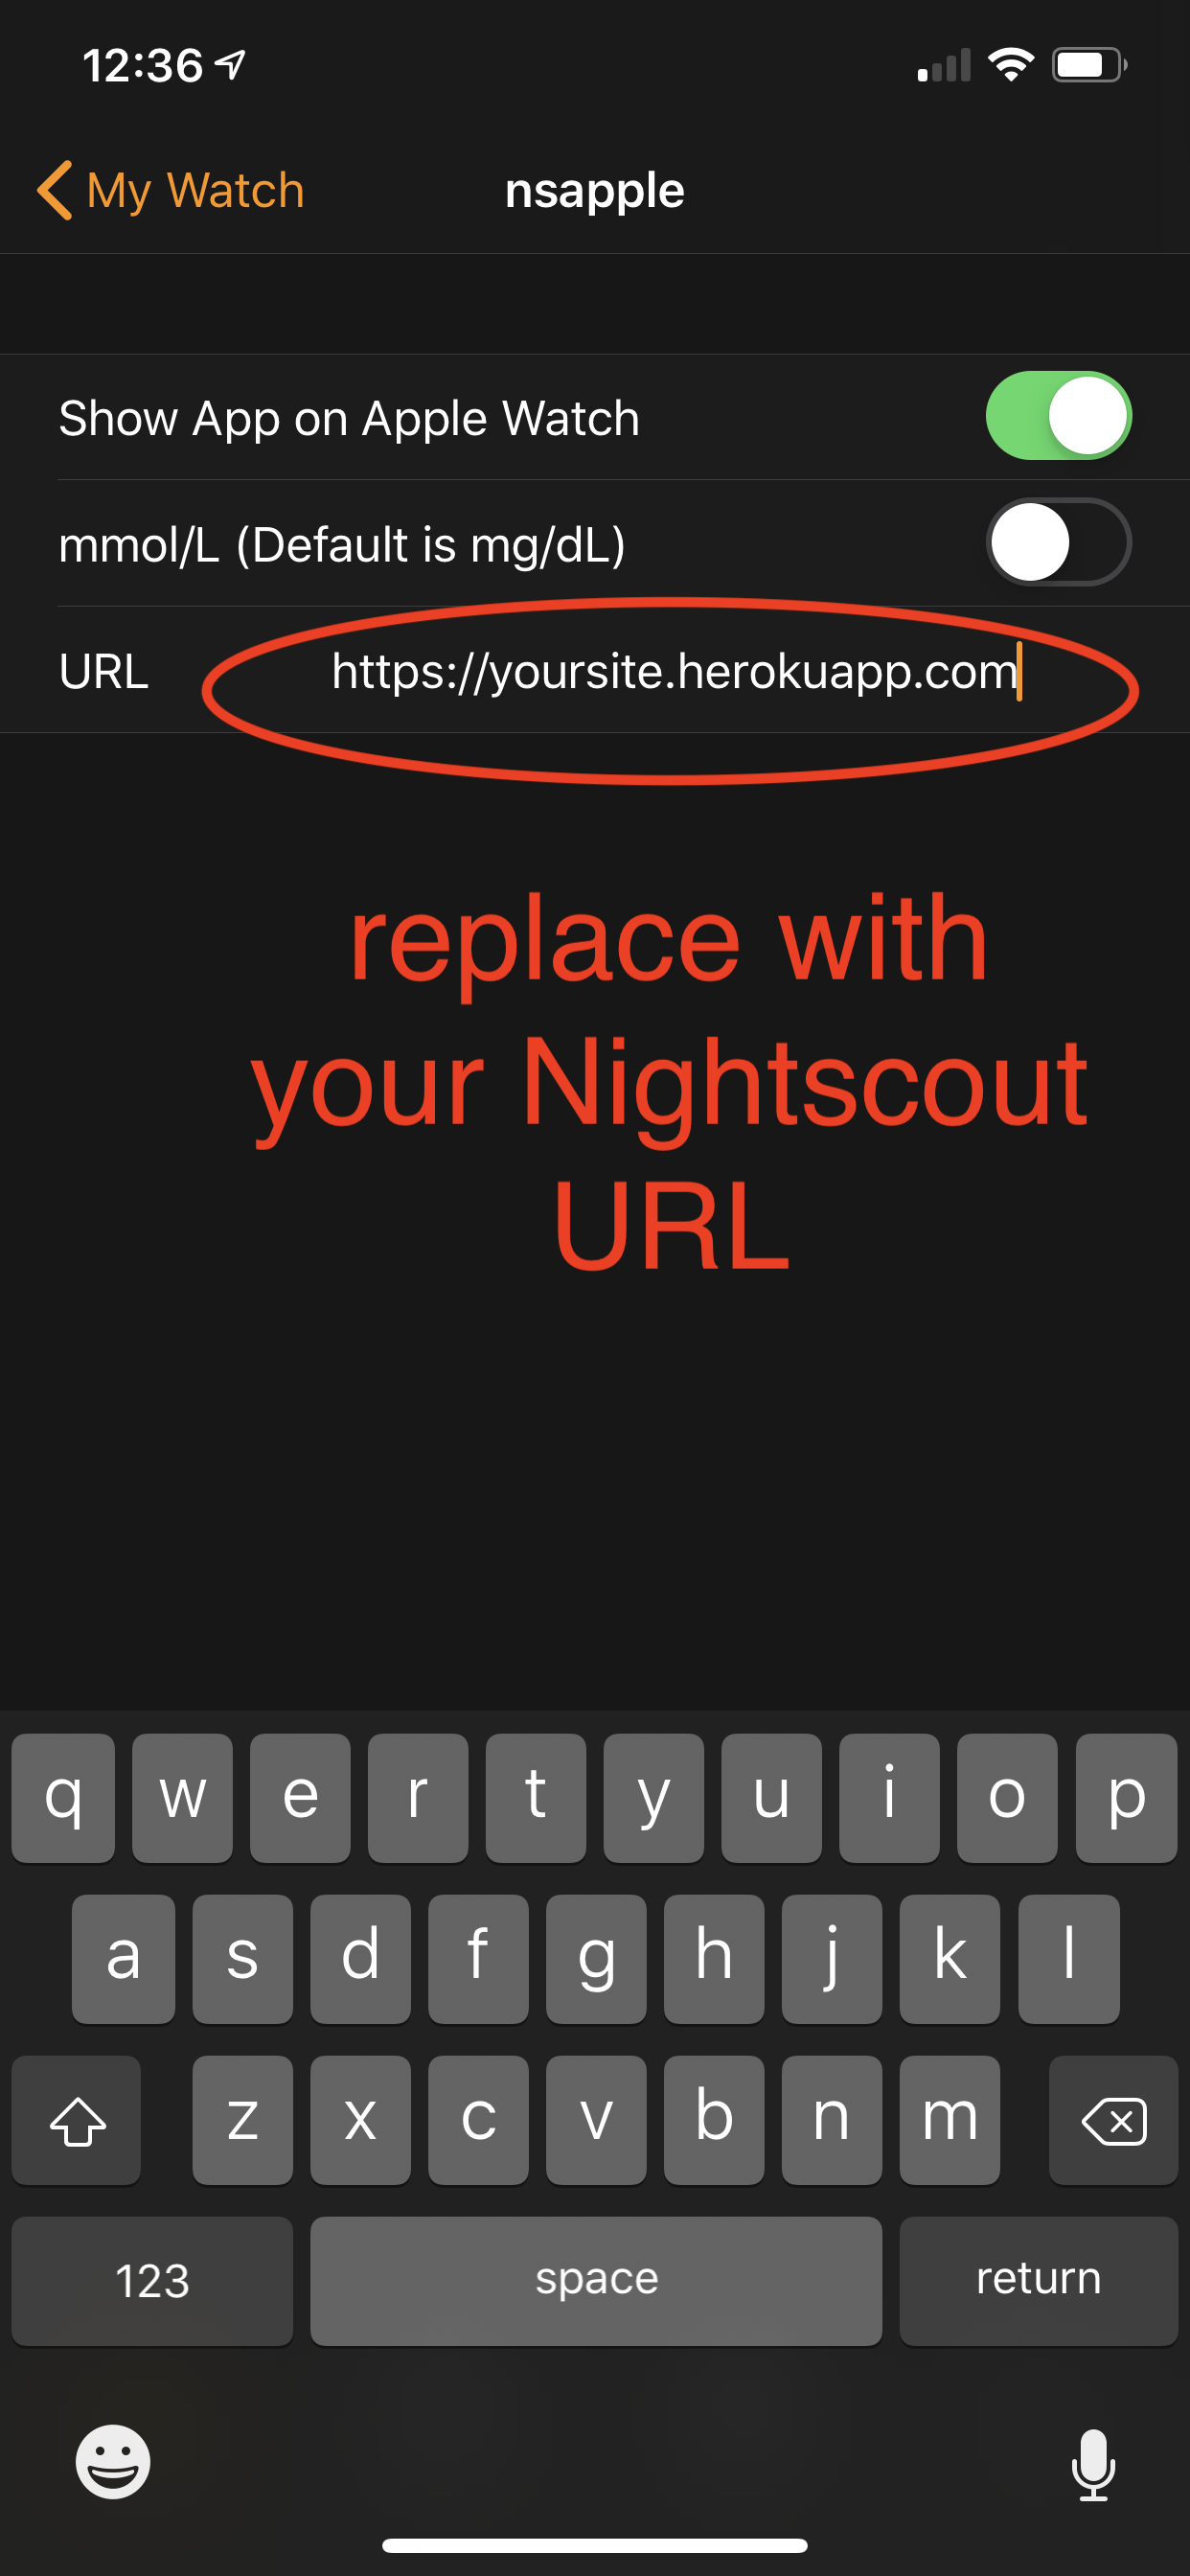 12:36
My Watch nsapple
Show App on Apple Watch
mmol/L (Default is mg/dL)
URL https://yoursite.herokuapp.com
replace with
your Nightscout
URL
q w e r t y u i o p
a s d f g h j k l
z x c v b n m
123 space return